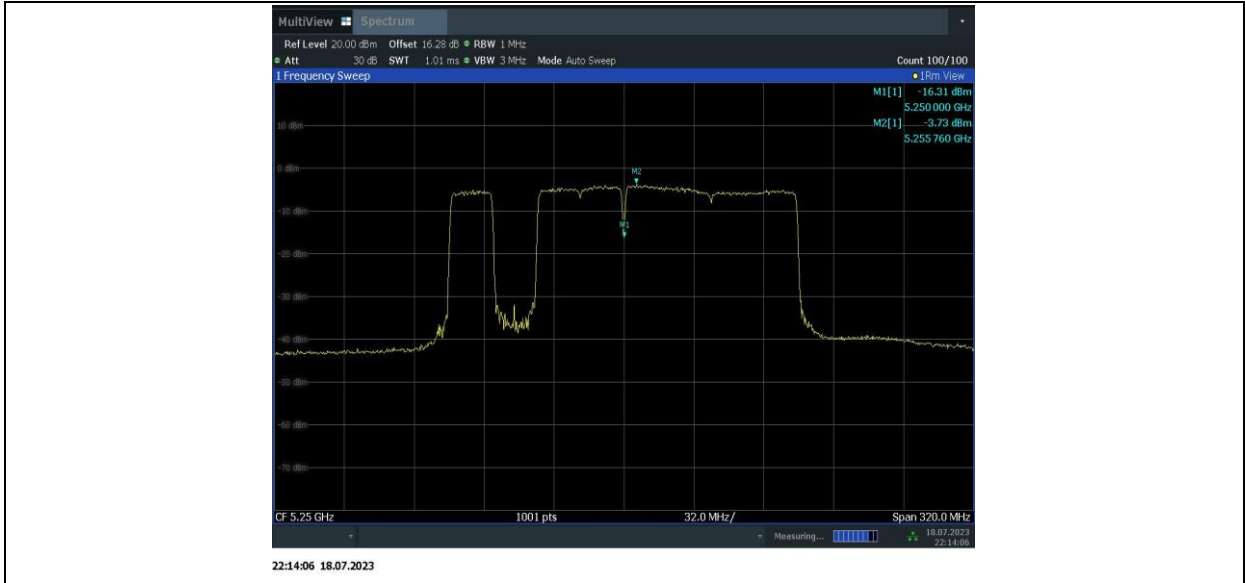 MultiView Spectrum
Ref Level 20.00 dBm Offset 16.28 dB RBW 1 MHz
Att 30 dB SWT 1.01 ms VBW 3 MHz Mode Auto Sweep Count 100/100
1 Frequency Sweep 1Rm View
M1[1] -16.31 dBm
5.250 000 GHz
10 dBm
M2[1] -3.73 dBm
5.255 760 GHz
0 dBm
M2
-10 dBm
M1
-20 dBm
-30 dBm
-40 dBm
-50 dBm
-60 dBm
-70 dBm
CF 5.25 GHz 1001 pts 32.0 MHz/ Span 320.0 MHz
Measuring... 18.07.2023
22:14:06
22:14:06 18.07.2023